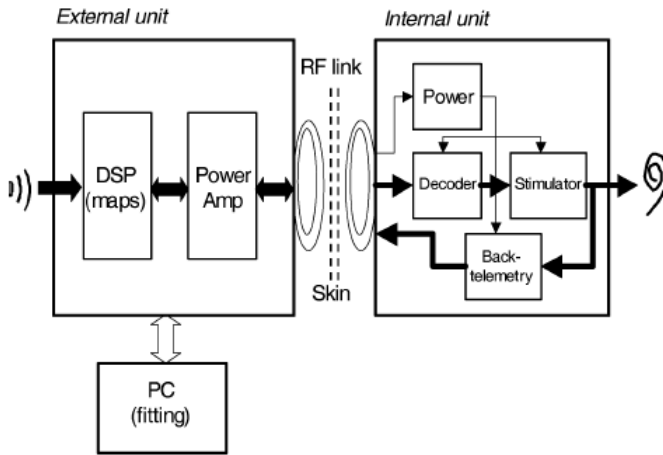 External unit
Internal unit
RF link
Power
DSP
(maps)
Power
Amp
Decoder
Stimulator
Back-
telemetry
Skin
PC
(fitting)